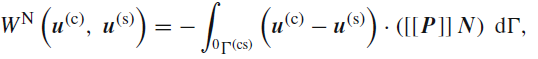 W^N (u^(c), u^(s)) = − ∫_{0Γ^(cs)} (u^(c) − u^(s)) · ([[P]] N) dΓ,